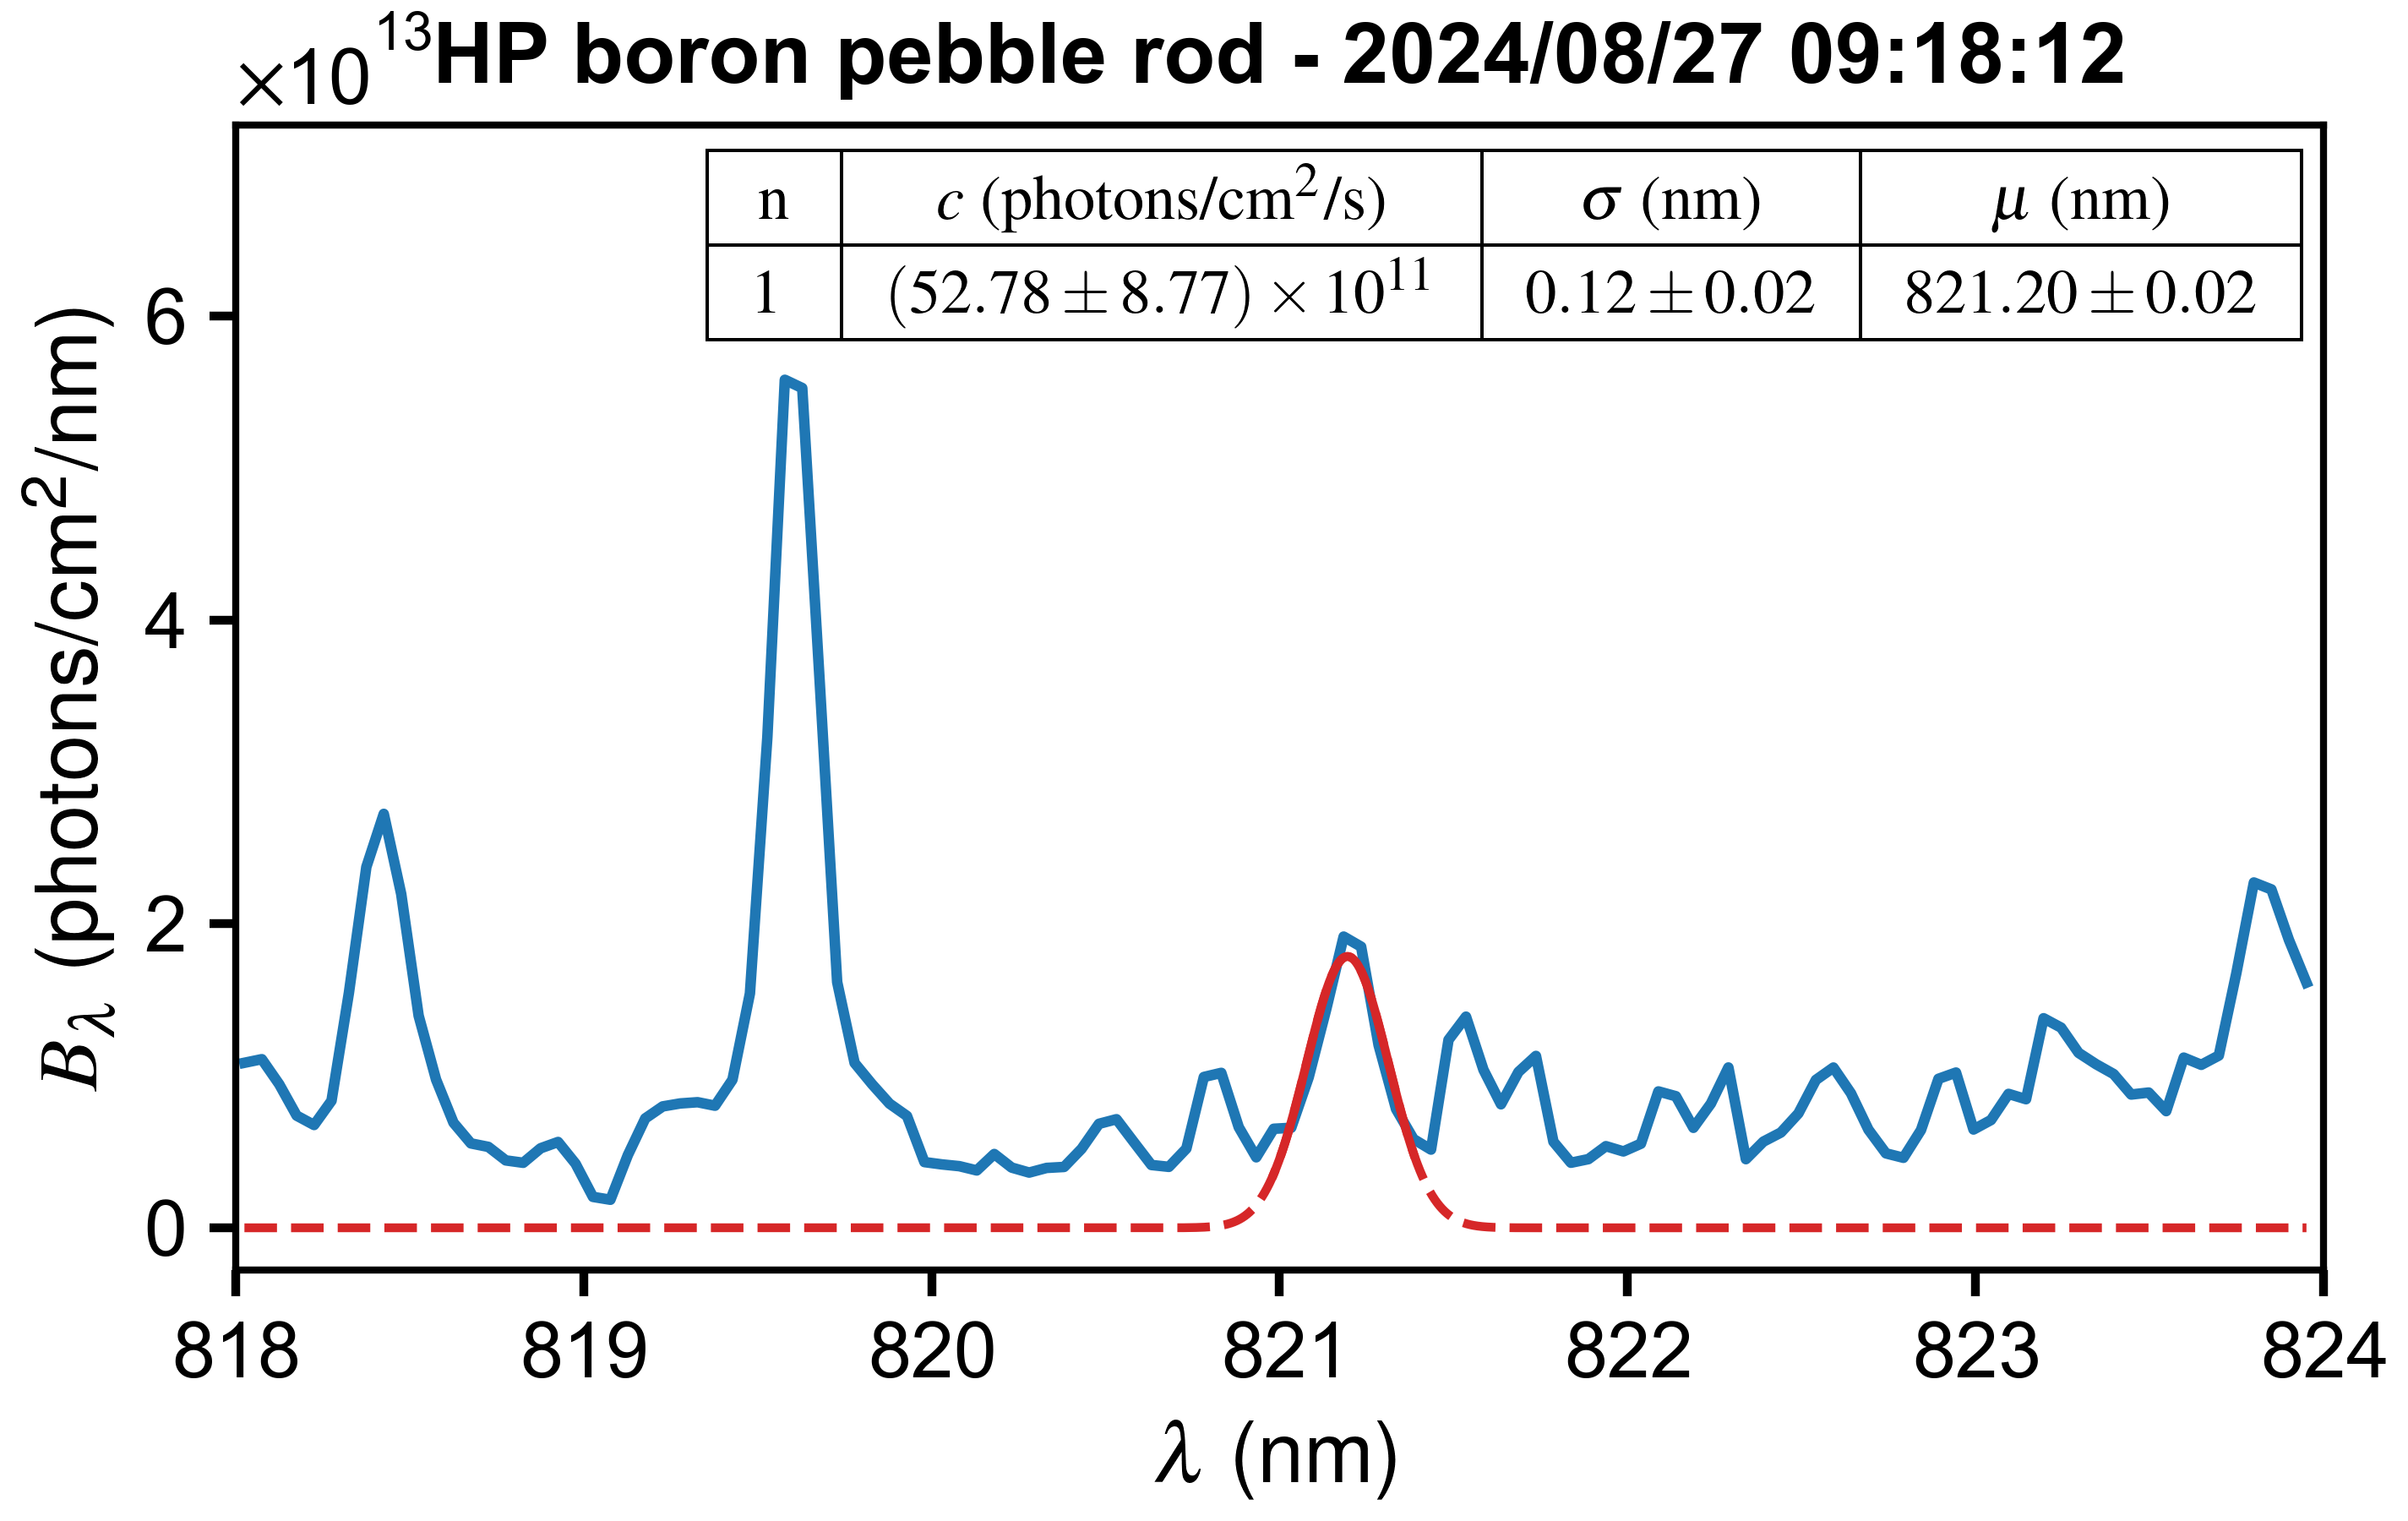 ×10¹³HP boron pebble rod - 2024/08/27 09:18:12
n c (photons/cm²/s) σ (nm) μ (nm)
1 (52.78 ± 8.77) × 10¹¹ 0.12 ± 0.02 821.20 ± 0.02
B_λ (photons/cm²/nm)
6
4
2
0
818 819 820 821 822 823 824
λ (nm)